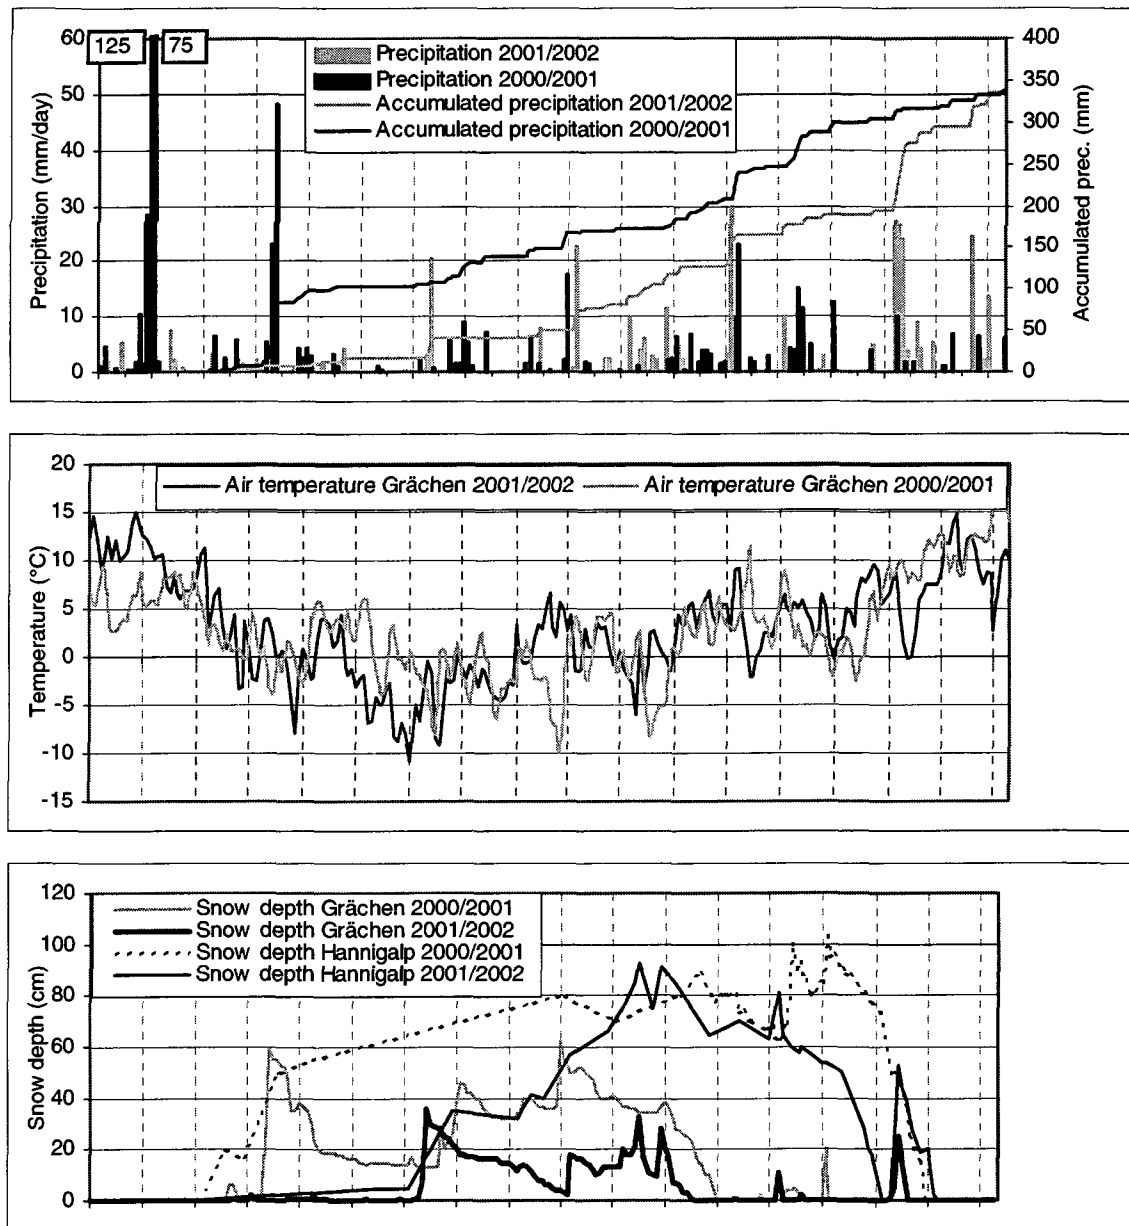 60
125
75
50
40
30
20
10
0
Precipitation (mm/day)
Precipitation 2001/2002
Precipitation 2000/2001
Accumulated precipitation 2001/2002
Accumulated precipitation 2000/2001
400
350
300
250
200
150
100
50
0
Accumulated prec. (mm)
20
15
10
5
0
-5
-10
-15
Temperature (°C)
Air temperature Grächen 2001/2002
Air temperature Grächen 2000/2001
120
100
80
60
40
20
0
Snow depth (cm)
Snow depth Grächen 2000/2001
Snow depth Grächen 2001/2002
Snow depth Hannigalp 2000/2001
Snow depth Hannigalp 2001/2002